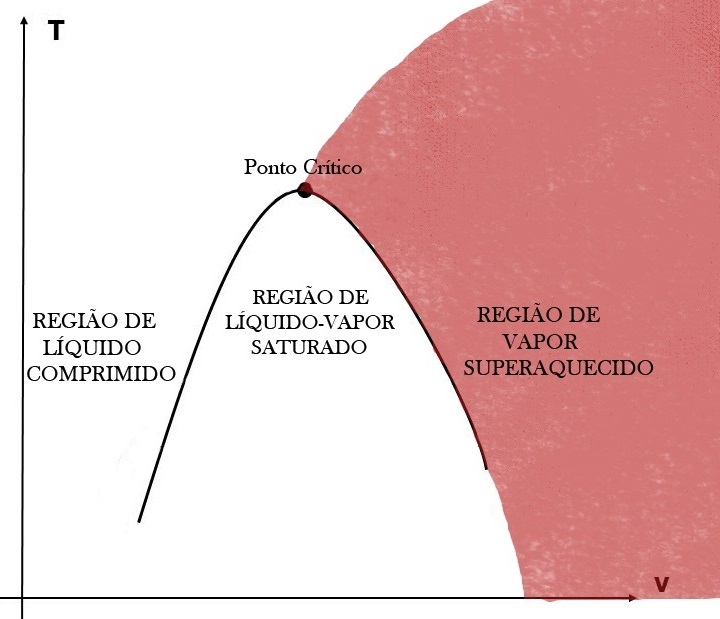 T
Ponto Crítico
REGIÃO DE
LÍQUIDO
COMPRIMIDO
REGIÃO DE
LÍQUIDO-VAPOR
SATURADO
REGIÃO DE
VAPOR
SUPERAQUECIDO
v